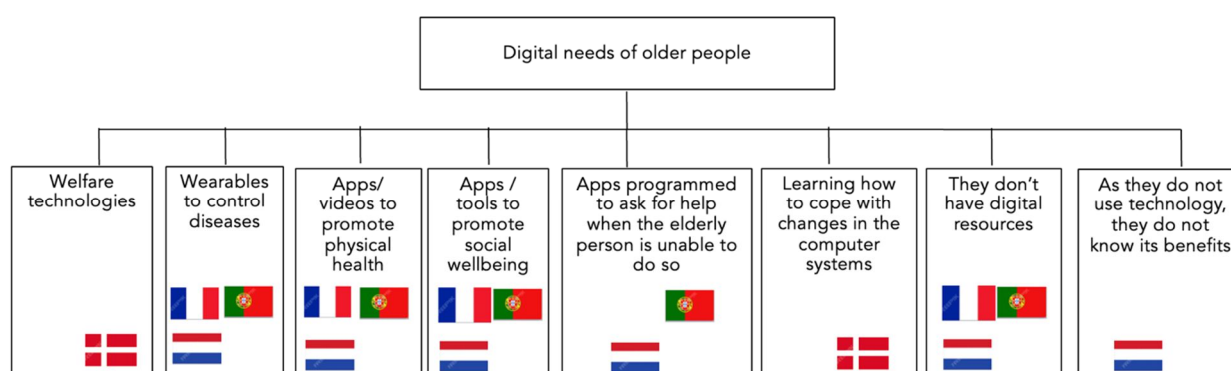 Digital needs of older people
Welfare
technologies
Wearables
to control
diseases
Apps/
videos to
promote
physical
health
Apps /
tools to
promote
social
wellbeing
Apps programmed
to ask for help
when the elderly
person is unable to
do so
Learning how
to cope with
changes in the
computer
systems
They don't
have digital
resources
As they do not
use technology,
they do not
know its benefits